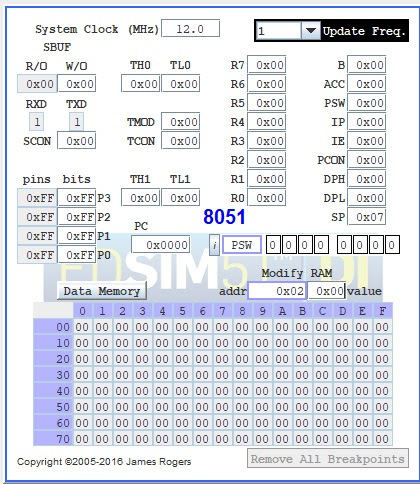 System Clock (MHz) 12.0 1 Update Freq.
SBUF
R/O W/O TH0 TL0 R7 0x00 B 0x00
0x00 0x00 0x00 0x00 R6 0x00 ACC 0x00
RXD TXD R5 0x00 PSW 0x00
1 1 TMOD 0x00 R4 0x00 IP 0x00
SCON 0x00 TCON 0x00 R3 0x00 IE 0x00
R2 0x00 PCON 0x00
pins bits TH1 TL1 R1 0x00 DPH 0x00
0xFF 0xFF P3 0x00 0x00 R0 0x00 DPL 0x00
0xFF 0xFF P2 PC 8051 SP 0x07
0xFF 0xFF P1 0x0000 i PSW 0 0 0 0 0 0 0 0
0xFF 0xFF P0
EDSIM51 DI
Modify RAM
Data Memory addr 0x02 0x00 value
0 1 2 3 4 5 6 7 8 9 A B C D E F
00 00 00 00 00 00 00 00 00 00 00 00 00 00 00 00 00
10 00 00 00 00 00 00 00 00 00 00 00 00 00 00 00 00
20 00 00 00 00 00 00 00 00 00 00 00 00 00 00 00 00
30 00 00 00 00 00 00 00 00 00 00 00 00 00 00 00 00
40 00 00 00 00 00 00 00 00 00 00 00 00 00 00 00 00
50 00 00 00 00 00 00 00 00 00 00 00 00 00 00 00 00
60 00 00 00 00 00 00 00 00 00 00 00 00 00 00 00 00
70 00 00 00 00 00 00 00 00 00 00 00 00 00 00 00 00
Copyright ©2005-2016 James Rogers Remove All Breakpoints